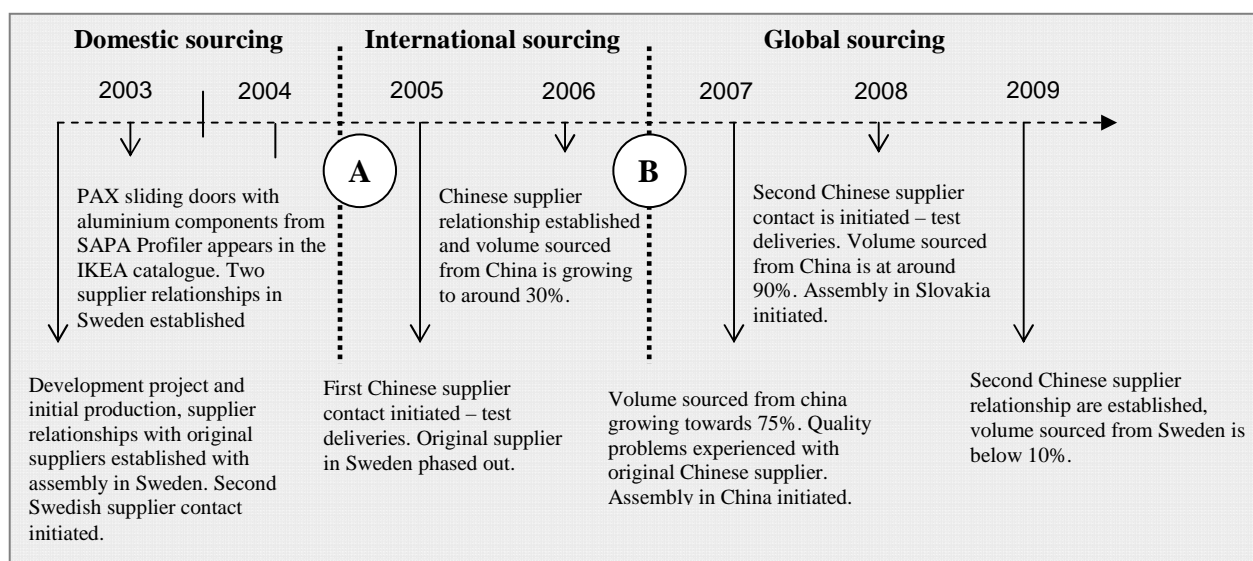 Domestic sourcing
International sourcing
Global sourcing
2003
2004
2005
2006
2007
2008
2009
A
B
PAX sliding doors with
aluminium components from
SAPA Profiler appears in the
IKEA catalogue. Two
supplier relationships in
Sweden established
Chinese supplier
relationship established
and volume sourced
from China is growing
to around 30%.
Second Chinese supplier
contact is initiated – test
deliveries. Volume sourced
from China is at around
90%. Assembly in Slovakia
initiated.
Development project and
initial production, supplier
relationships with original
suppliers established with
assembly in Sweden. Second
Swedish supplier contact
initiated.
First Chinese supplier
contact initiated – test
deliveries. Original supplier
in Sweden phased out.
Volume sourced from china
growing towards 75%. Quality
problems experienced with
original Chinese supplier.
Assembly in China initiated.
Second Chinese supplier
relationship are established,
volume sourced from Sweden is
below 10%.